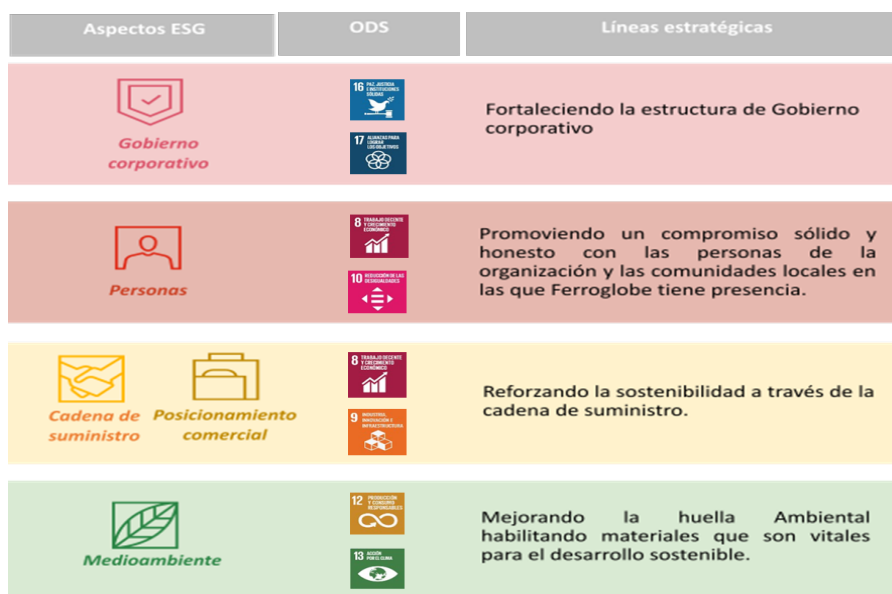 Aspectos ESG
ODS
Líneas estratégicas
Gobierno
corporativo
16 PAZ, JUSTICIA
E INSTITUCIONES
SÓLIDAS
17 ALIANZAS PARA
LOGRAR
LOS OBJETIVOS
Fortaleciendo la estructura de Gobierno
corporativo
Personas
8 TRABAJO DECENTE
Y CRECIMIENTO
ECONÓMICO
10 REDUCCIÓN DE LAS
DESIGUALDADES
Promoviendo un compromiso sólido y
honesto con las personas de la
organización y las comunidades locales en
las que Ferroglobe tiene presencia.
Cadena de
suministro
Posicionamiento
comercial
8 TRABAJO DECENTE
Y CRECIMIENTO
ECONÓMICO
9 INDUSTRIA,
INNOVACIÓN E
INFRAESTRUCTURA
Reforzando la sostenibilidad a través de la
cadena de suministro.
Medioambiente
12 PRODUCCIÓN
Y CONSUMO
RESPONSABLES
13 ACCIÓN
POR EL CLIMA
Mejorando la huella Ambiental
habilitando materiales que son vitales
para el desarrollo sostenible.